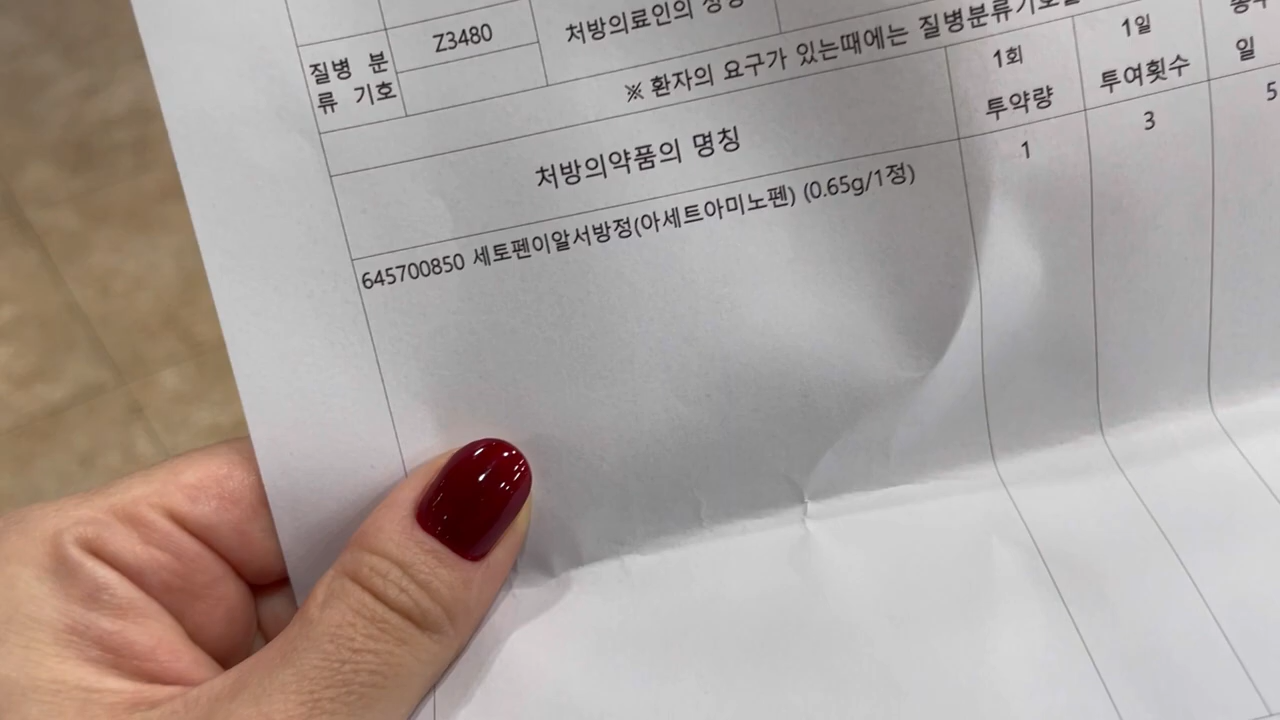 질병 분
류 기호
Z3480
처방의료인의
※ 환자의 요구가 있는때에는 질병분류기호를
처방의약품의 명칭
1회
투약량
1일
투여횟수
일
645700850 세토펜이알서방정(아세트아미노펜) (0.65g/1정)
1
3
5